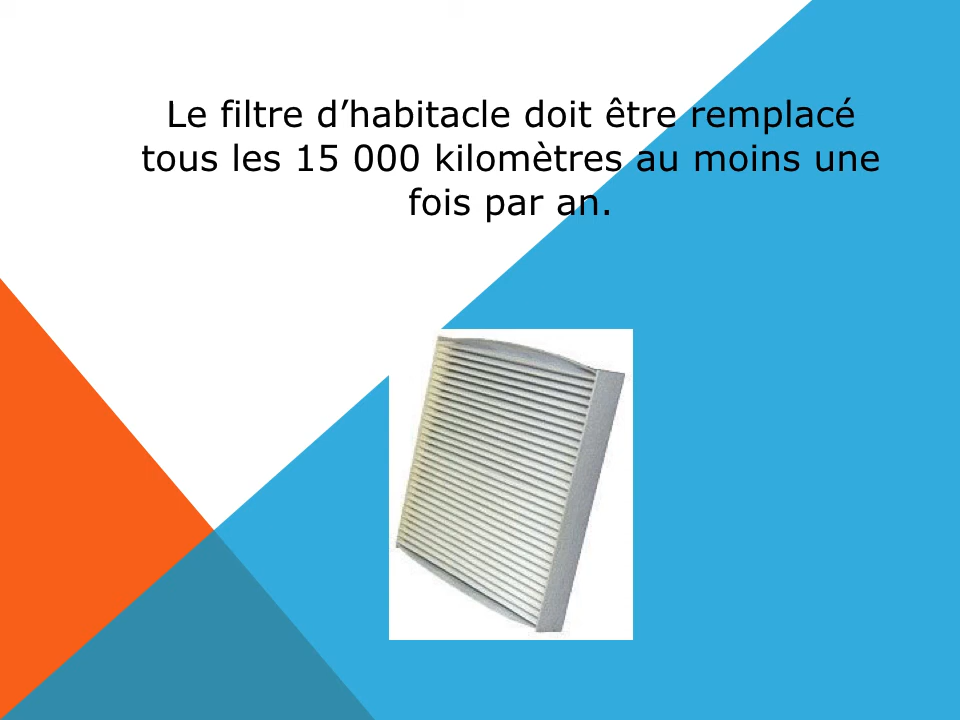 Le filtre d’habitacle doit être remplacé
tous les 15 000 kilomètres au moins une
fois par an.